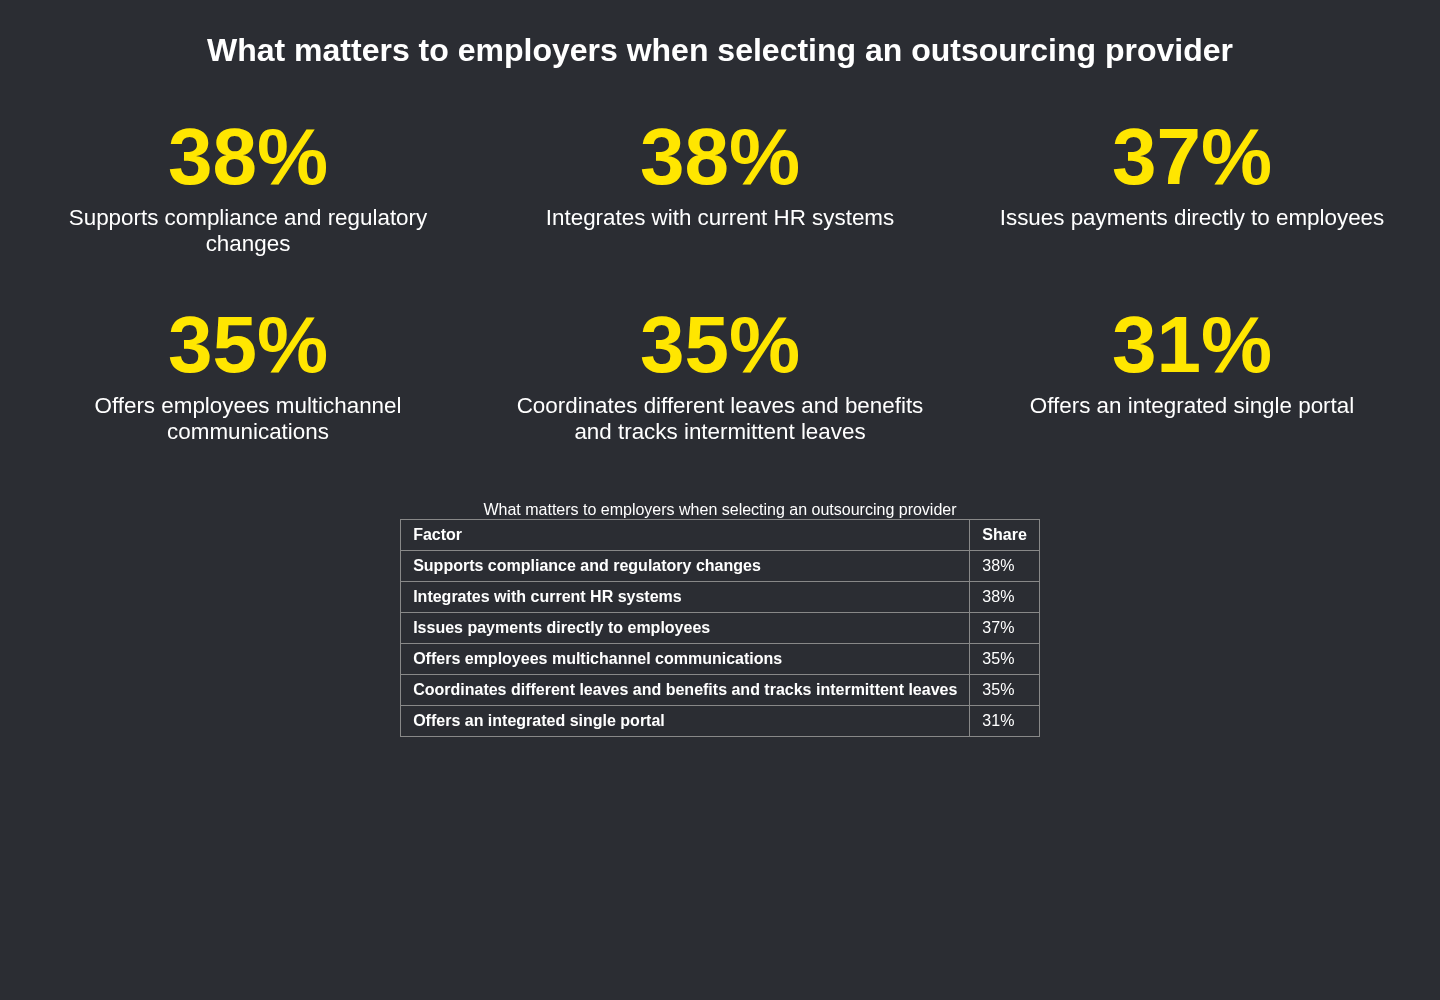 What matters to employers when selecting an outsourcing provider
38%
Supports compliance and regulatory
changes
38%
Integrates with current HR systems
37%
Issues payments directly to employees
35%
Offers employees multichannel
communications
35%
Coordinates different leaves and benefits
and tracks intermittent leaves
31%
Offers an integrated single portal
What matters to employers when selecting an outsourcing provider
Factor Share
Supports compliance and regulatory changes 38%
Integrates with current HR systems 38%
Issues payments directly to employees 37%
Offers employees multichannel communications 35%
Coordinates different leaves and benefits and tracks intermittent leaves 35%
Offers an integrated single portal 31%